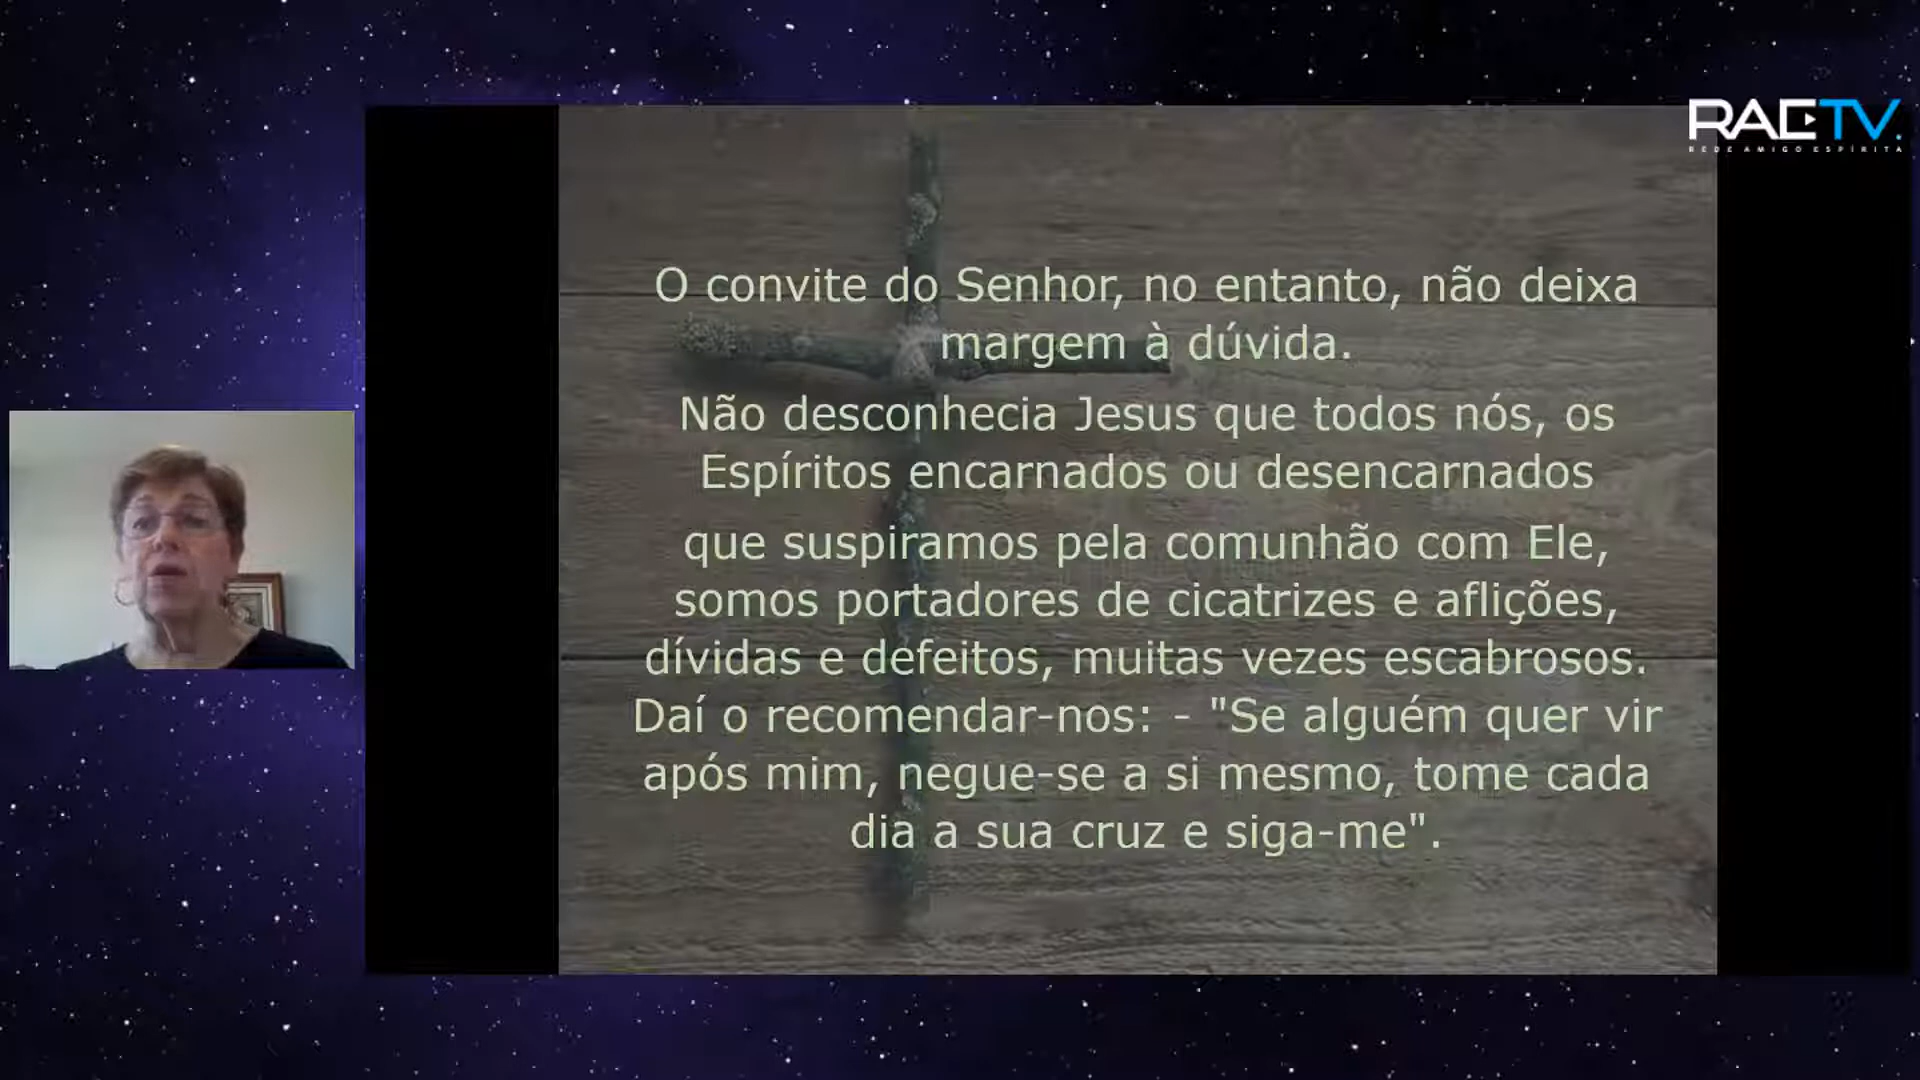 RAETV.
REDE AMIGO ESPÍRITA
O convite do Senhor, no entanto, não deixa
margem à dúvida.
Não desconhecia Jesus que todos nós, os
Espíritos encarnados ou desencarnados
que suspiramos pela comunhão com Ele,
somos portadores de cicatrizes e aflições,
dívidas e defeitos, muitas vezes escabrosos.
Daí o recomendar-nos: - "Se alguém quer vir
após mim, negue-se a si mesmo, tome cada
dia a sua cruz e siga-me".